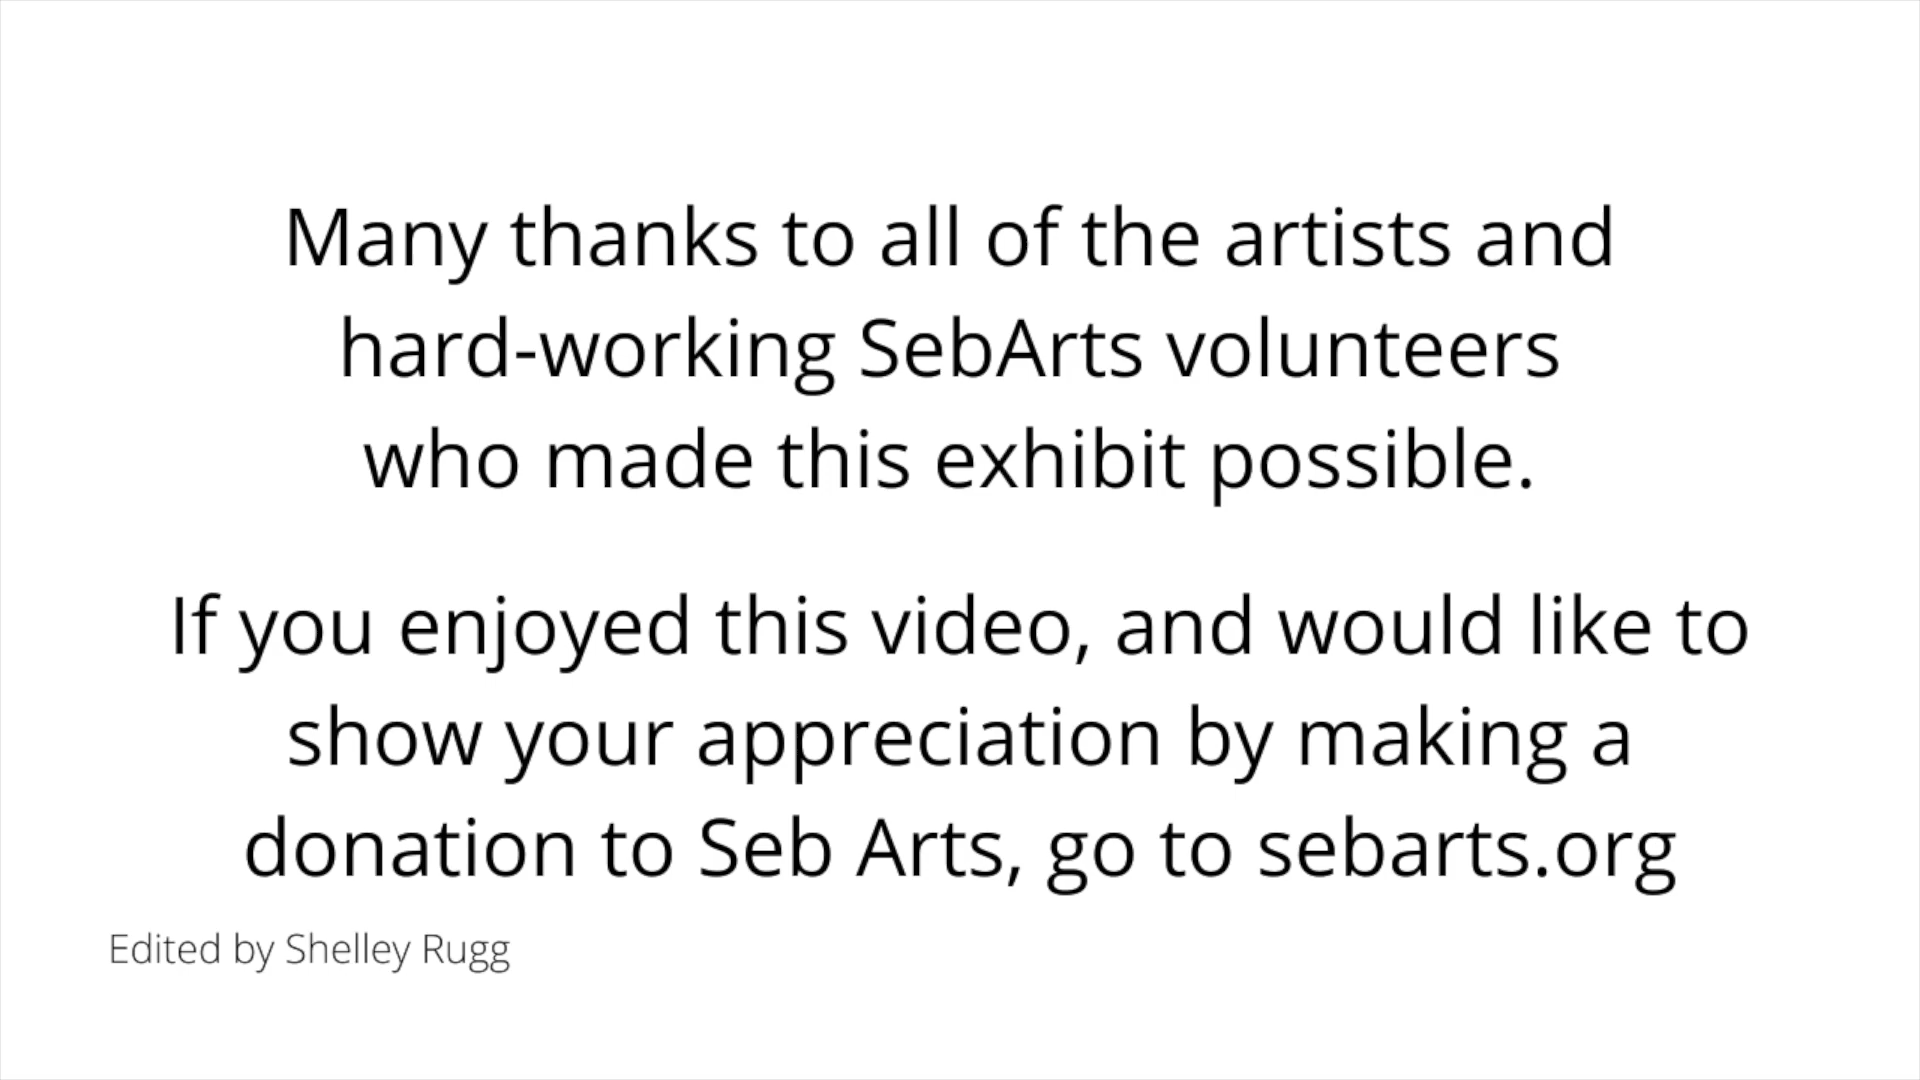 Many thanks to all of the artists and
hard-working SebArts volunteers
who made this exhibit possible.
If you enjoyed this video, and would like to
show your appreciation by making a
donation to Seb Arts, go to sebarts.org
Edited by Shelley Rugg